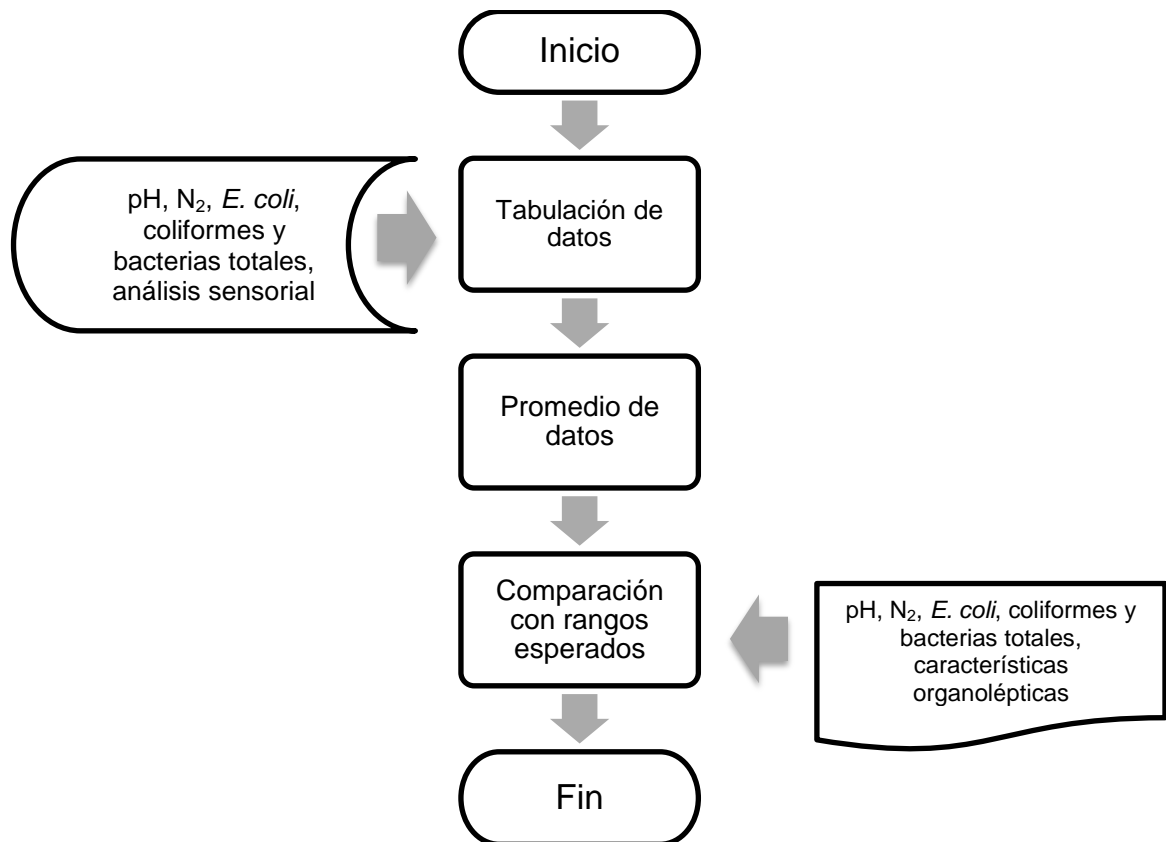 Inicio
pH, N₂, E. coli,
coliformes y
bacterias totales,
análisis sensorial
Tabulación de
datos
Promedio de
datos
Comparación
con rangos
esperados
pH, N₂, E. coli, coliformes y
bacterias totales,
característícas
organolépticas
Fin